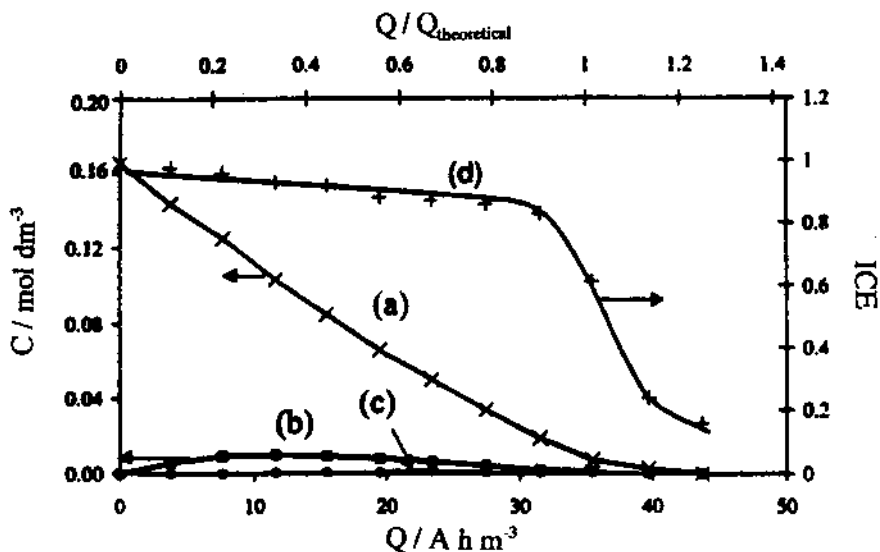 Q / Qtheoretical
0 0.2 0.4 0.6 0.8 1 1.2 1.4
0.20
0.16
0.12
0.08
0.04
0.00
C / mol dm-3
1.2
1
0.8
0.6
0.4
0.2
0
ICE
(d)
(a)
(c)
(b)
0 10 20 30 40 50
Q / A h m-3